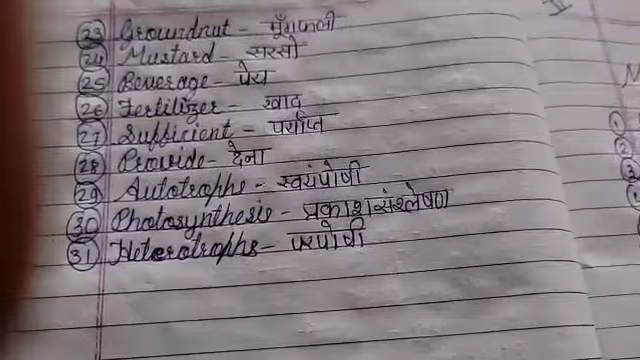 23 Groundnut - मूँगफली
24 Mustard - सरसों
25 Beverage - पेय
26 Fertilizer - खाद
27 Sufficient - पर्याप्त
28 Provide - देना
29 Autotrophs - स्वयंपोषी
30 Photosynthesis - प्रकाशसंश्लेषण
31 Heterotrophs - परपोषी